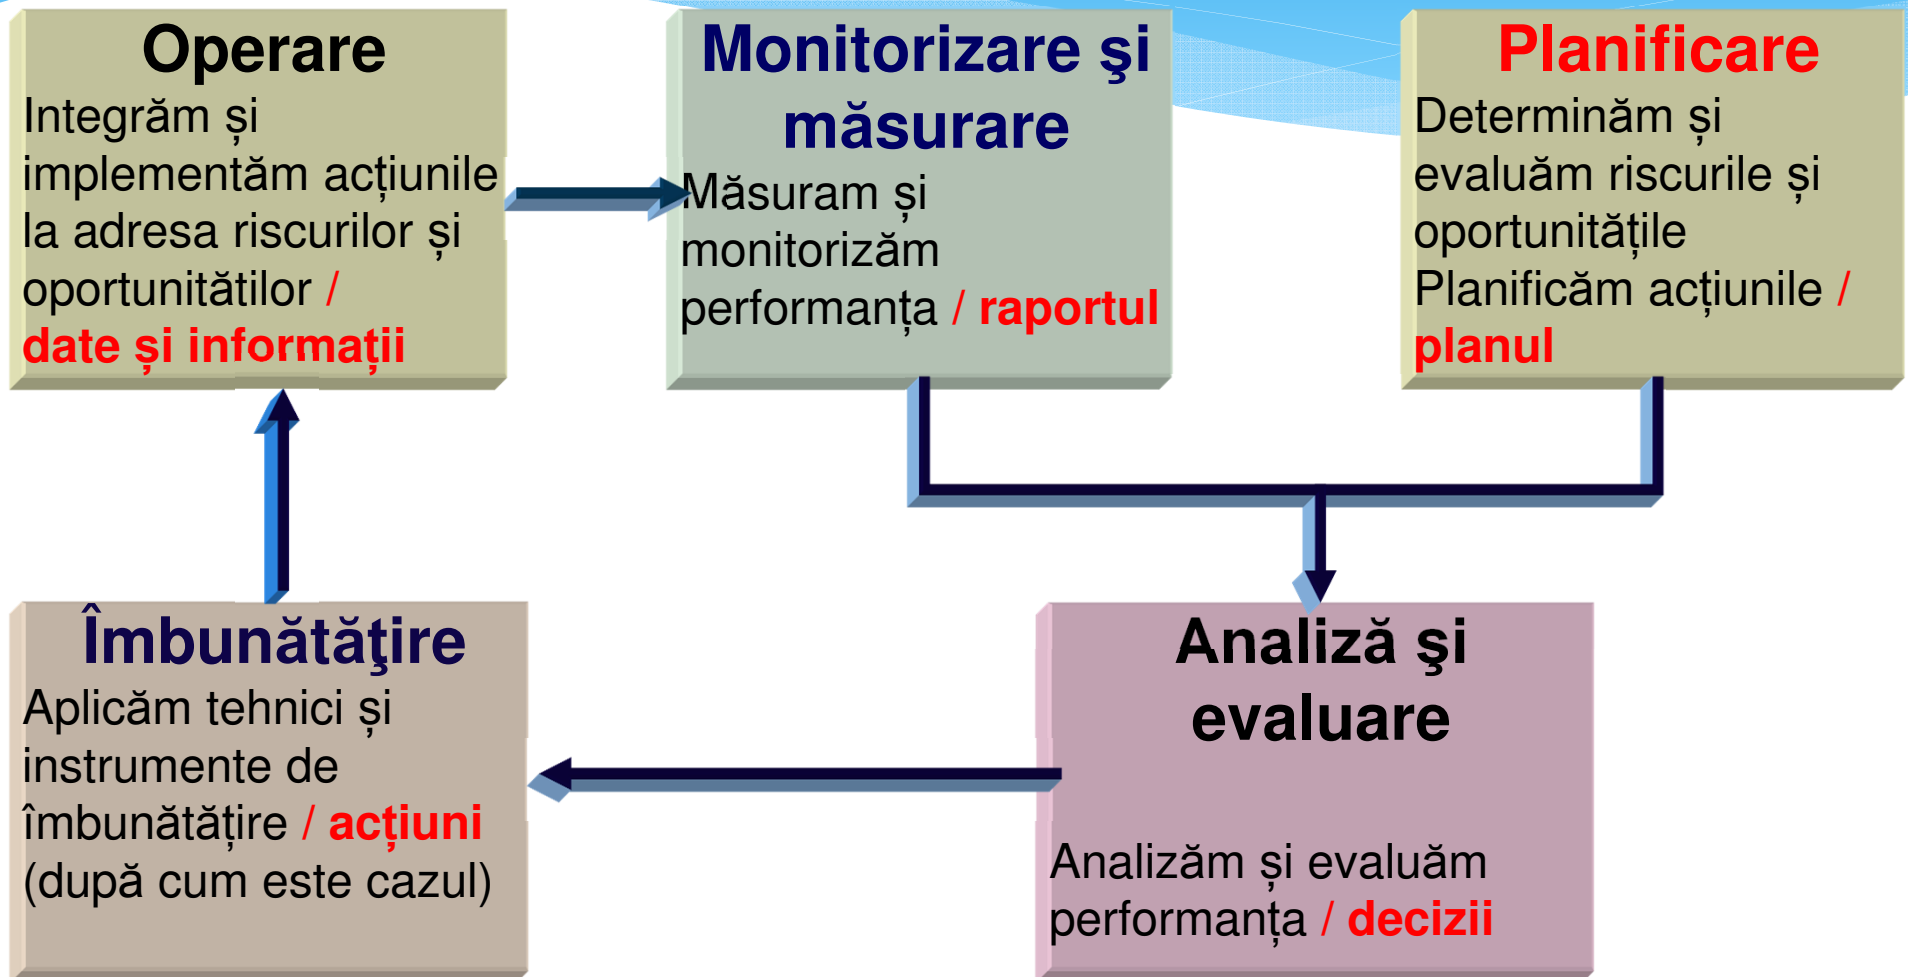 Operare
Integrăm și
implementăm acțiunile
la adresa riscurilor și
oportunitătilor /
date și informații
Monitorizare şi
măsurare
Măsuram și
monitorizăm
performanța / raportul
Planificare
Determinăm și
evaluăm riscurile și
oportunitățile
Planificăm acțiunile /
planul
Îmbunătăţire
Aplicăm tehnici și
instrumente de
îmbunătățire / acțiuni
(după cum este cazul)
Analiză şi
evaluare
Analizăm și evaluăm
performanța / decizii